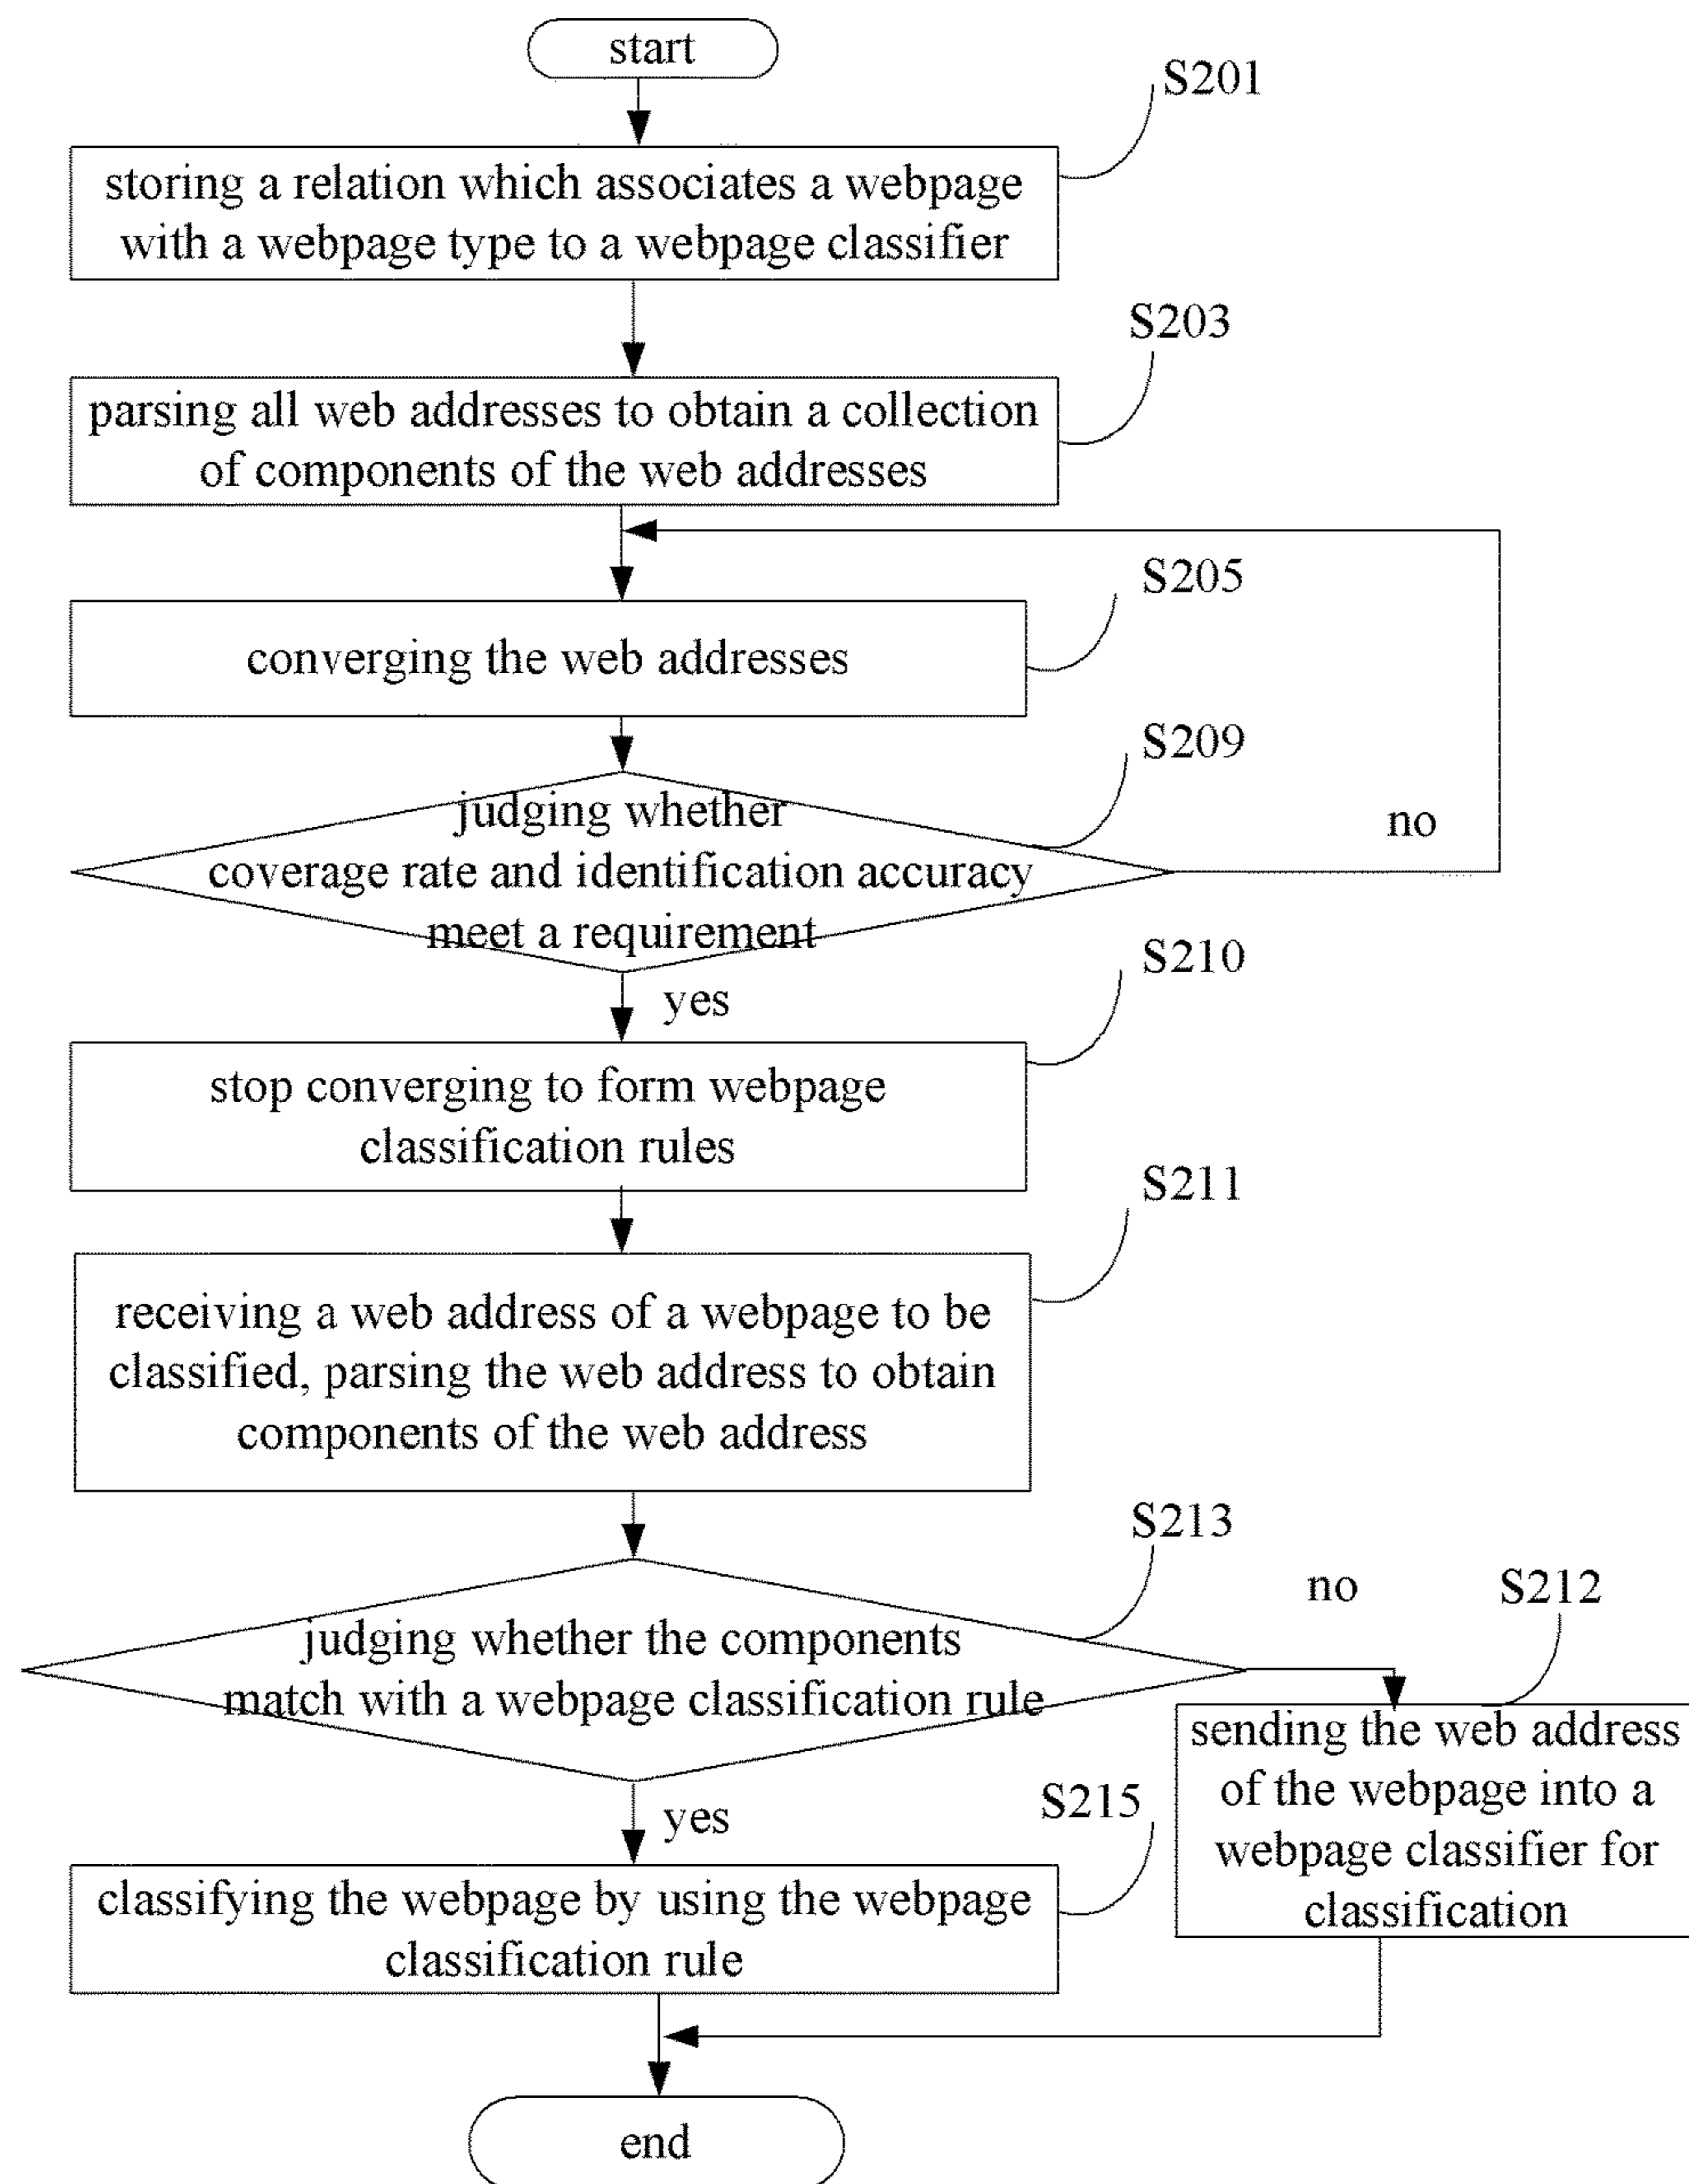 start
S201
storing a relation which associates a webpage
with a webpage type to a webpage classifier
S203
parsing all web addresses to obtain a collection
of components of the web addresses
S205
converging the web addresses
S209
judging whether
coverage rate and identification accuracy
meet a requirement
no
yes
S210
stop converging to form webpage
classification rules
S211
receiving a web address of a webpage to be
classified, parsing the web address to obtain
components of the web address
S213
judging whether the components
match with a webpage classification rule
no
S212
sending the web address
of the webpage into a
webpage classifier for
classification
yes
S215
classifying the webpage by using the webpage
classification rule
end